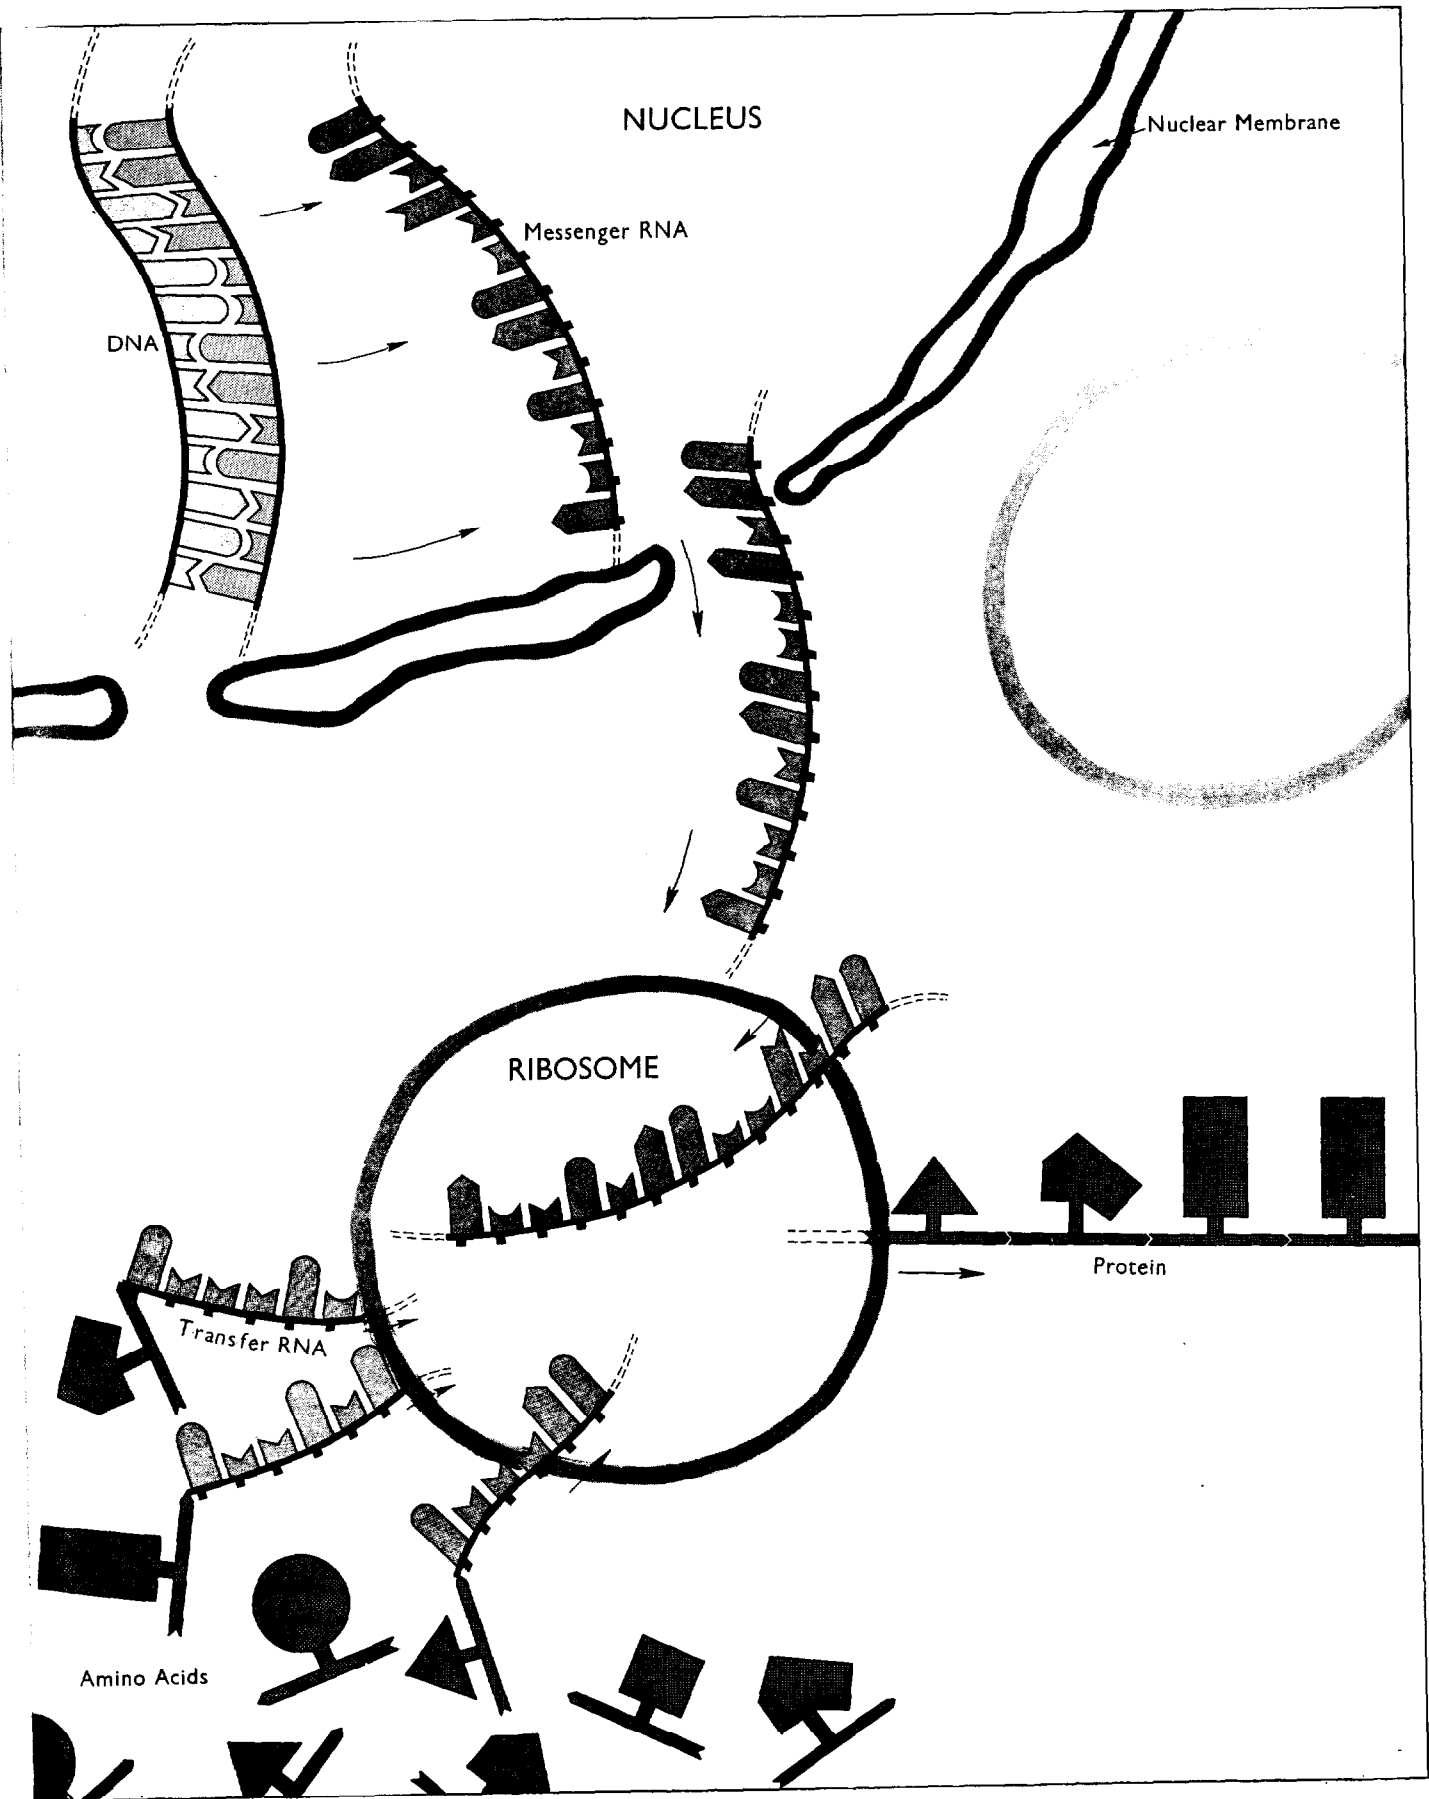 NUCLEUS
Nuclear Membrane
Messenger RNA
DNA
RIBOSOME
Protein
Transfer RNA
Amino Acids